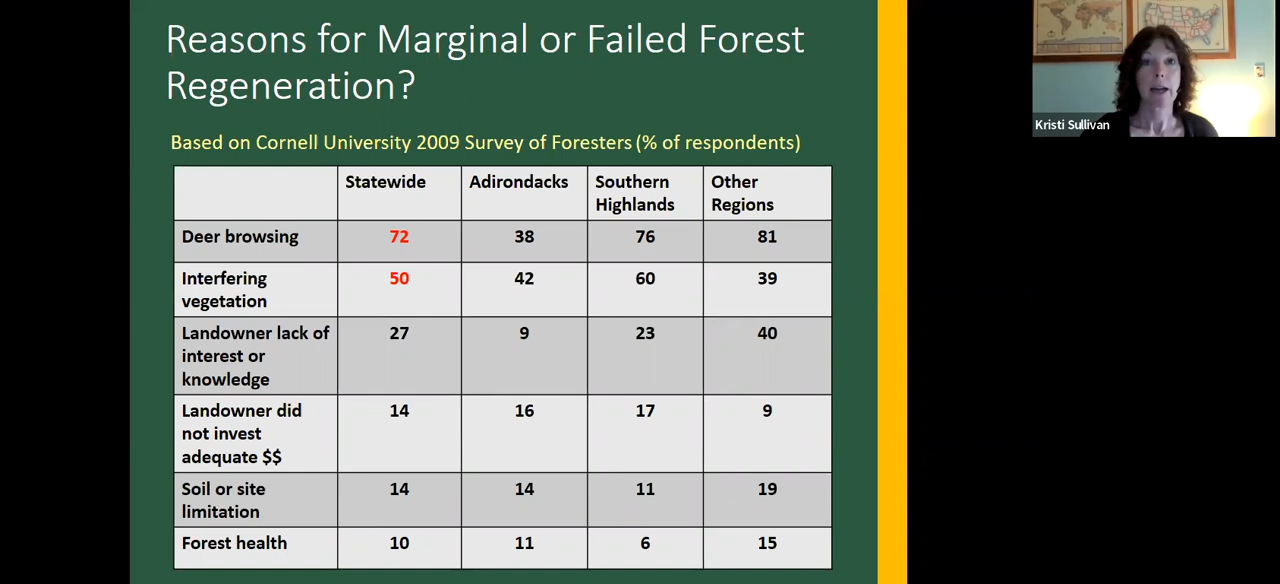 Reasons for Marginal or Failed Forest
Regeneration?
Based on Cornell University 2009 Survey of Foresters (% of respondents)
Statewide Adirondacks Southern Highlands Other Regions
Deer browsing 72 38 76 81
Interfering vegetation 50 42 60 39
Landowner lack of interest or knowledge 27 9 23 40
Landowner did not invest adequate $$ 14 16 17 9
Soil or site limitation 14 14 11 19
Forest health 10 11 6 15
Kristi Sullivan